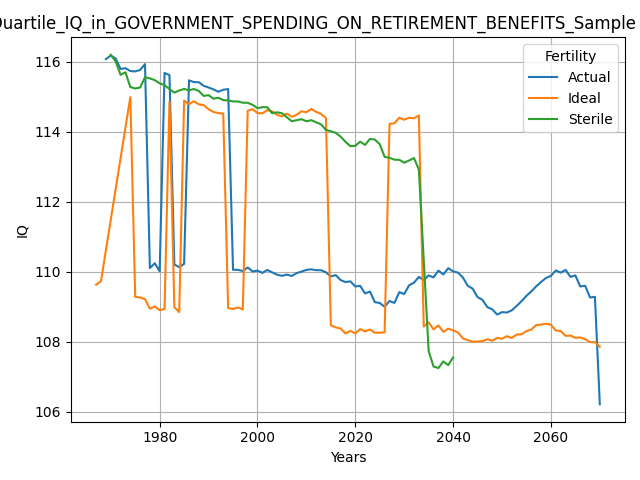 Quartile_IQ_in_GOVERNMENT_SPENDING_ON_RETIREMENT_BENEFITS_Sample
Fertility
Actual
Ideal
Sterile
116
114
112
110
108
106
IQ
1980 2000 2020 2040 2060
Years